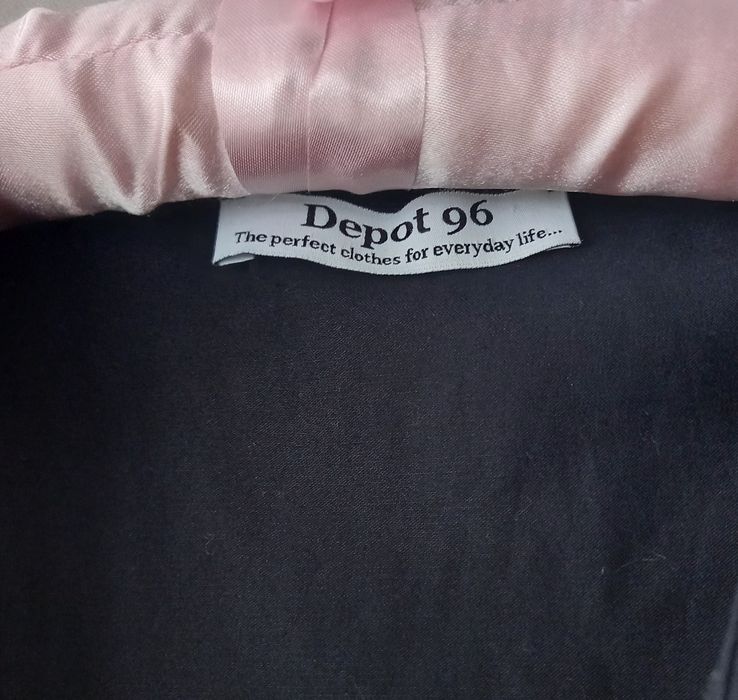 Depot 96
The perfect clothes for everyday life...